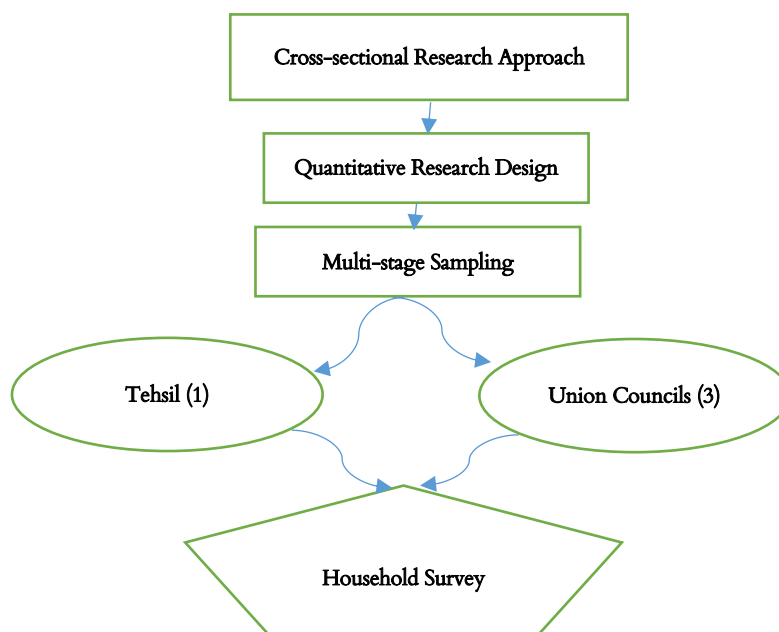 Cross-sectional Research Approach
Quantitative Research Design
Multi-stage Sampling
Tehsil (1)
Union Councils (3)
Household Survey